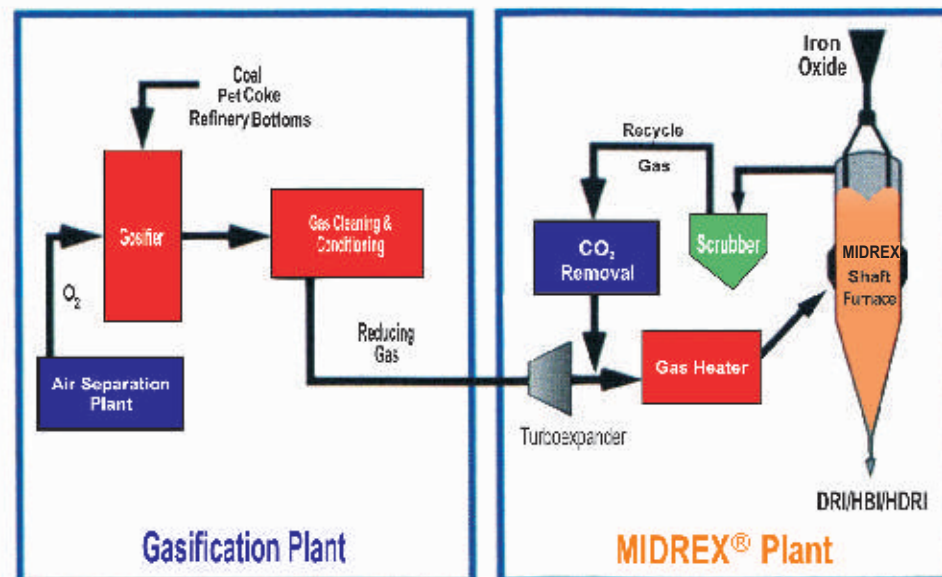 Coal
Pet Coke
Refinery Bottoms
Gosifier
Gas Cleaning &
Conditioning
O₂
Air Separation
Plant
Reducing
Gas
Gasification Plant
Iron
Oxide
Recycle
Gas
CO₂
Removal
Scrubber
MIDREX
Shaft
Furnace
Gas Heater
Turboexpander
DRI/HBI/HDRI
MIDREX® Plant